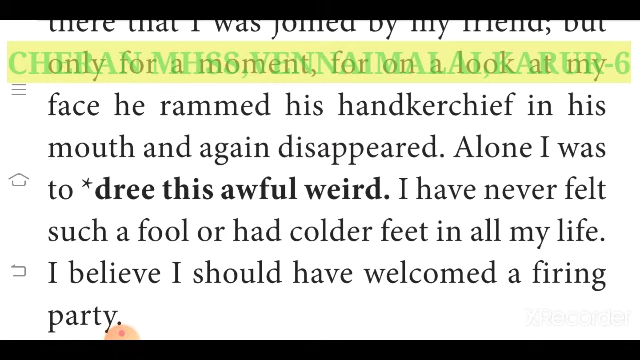 there that I was joined by my friend; but
CHERAN MHSS,VENNAIMALAI,KARUR-6
only for a moment, for on a look at my
face he rammed his handkerchief in his
mouth and again disappeared. Alone I was
to *dree this awful weird. I have never felt
such a fool or had colder feet in all my life.
I believe I should have welcomed a firing
party.
XRecorder